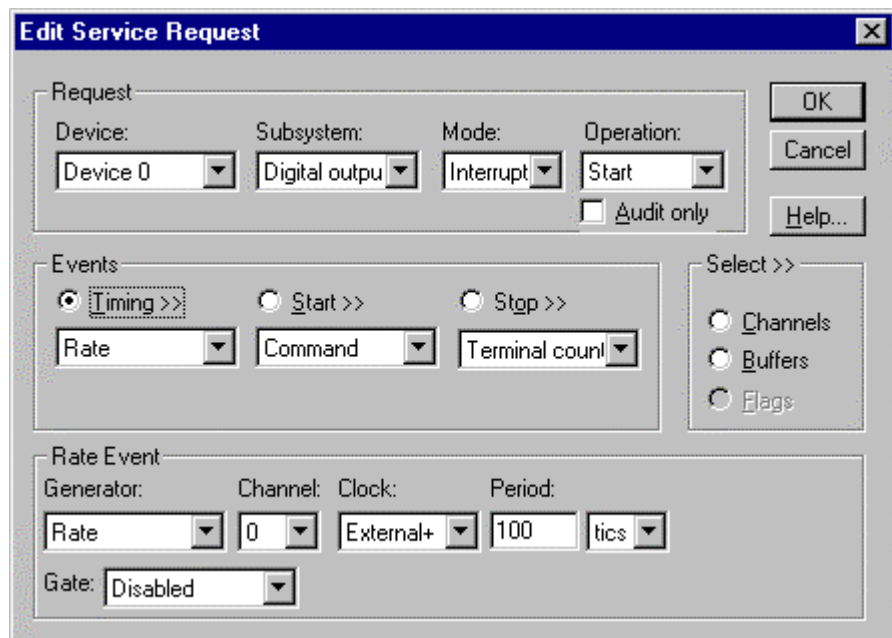 Edit Service Request
Request
Device: Subsystem: Mode: Operation:
Device 0 Digital outpu Interrupt Start
Audit only
OK
Cancel
Help...
Events
Timing >> Start >> Stop >>
Rate Command Terminal count
Select >>
Channels
Buffers
Flags
Rate Event
Generator: Channel: Clock: Period:
Rate 0 External+ 100 tics
Gate: Disabled